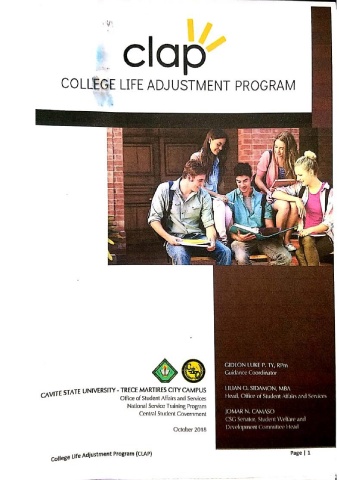 clap
COLLEGE LIFE ADJUSTMENT PROGRAM
GIDEON LUKE P. TY, RPm
Guidance Coordinator
CAVITE STATE UNIVERSITY - TRECE MARTIRES CITY CAMPUS
Office of Student Affairs and Services
National Service Training Program
Central Student Government
October 2018
LILIAN O. SIDAMON, MBA
Head, Office of Student Affairs and Services
JOMAR N. CAMASO
CSG Senator, Student Welfare and
Development Committee Head
College Life Adjustment Program (CLAP)
Page | 1